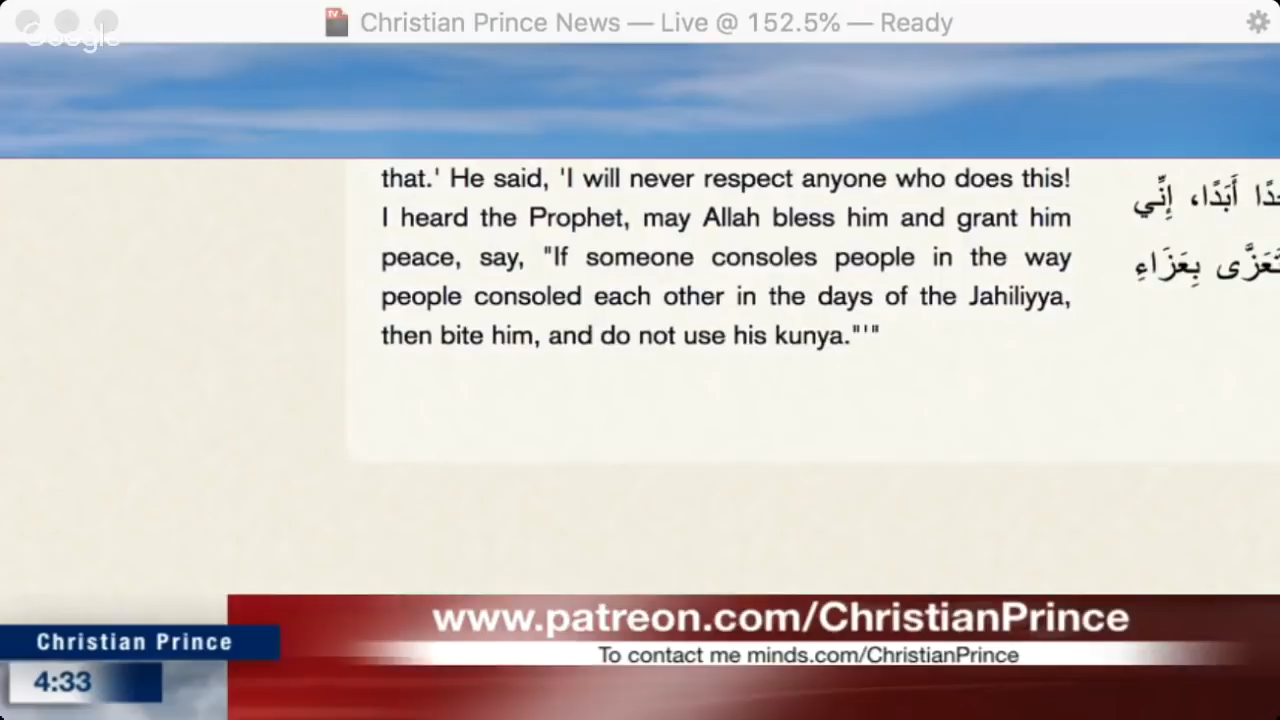 Christian Prince News — Live @ 152.5% — Ready
Google
that.' He said, 'I will never respect anyone who does this!
I heard the Prophet, may Allah bless him and grant him
peace, say, "If someone consoles people in the way
people consoled each other in the days of the Jahiliyya,
then bite him, and do not use his kunya."'"
أَبَدًا، إِنِّي
بِعَزَاءِ
www.patreon.com/ChristianPrince
To contact me minds.com/ChristianPrince
Christian Prince
4:33